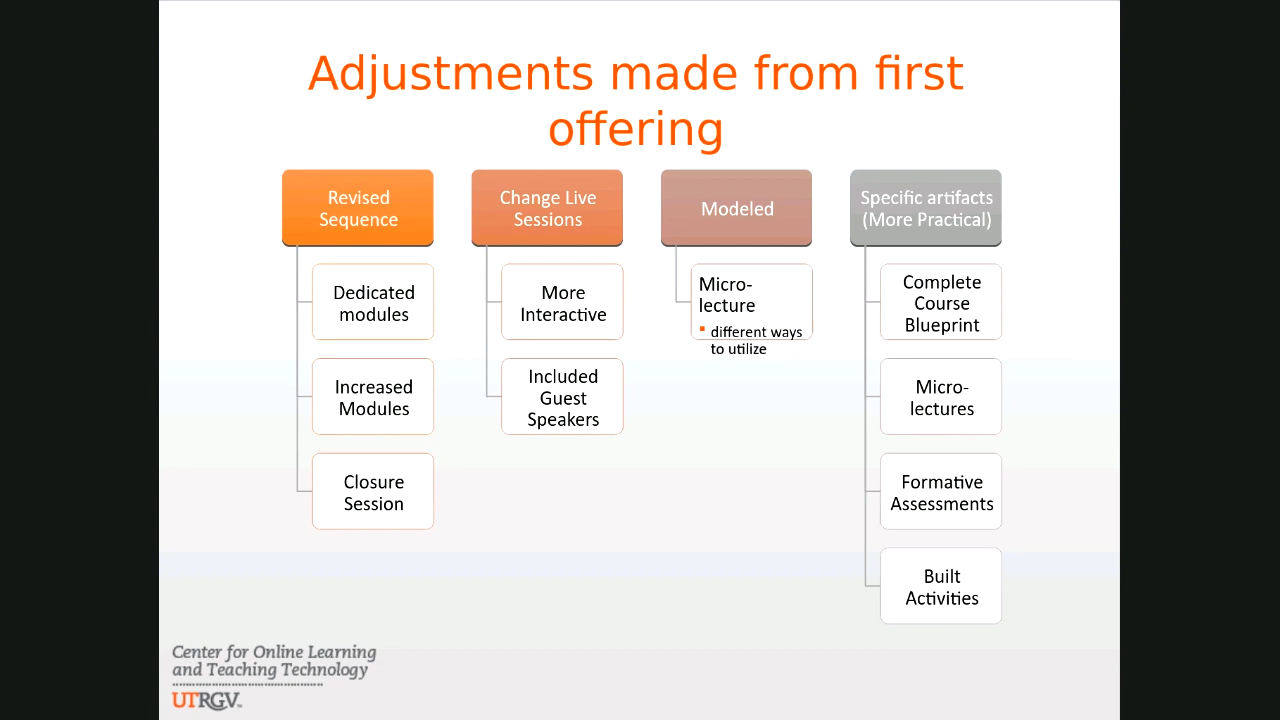 Adjustments made from first
offering
Revised
Sequence
Dedicated
modules
Increased
Modules
Closure
Session
Change Live
Sessions
More
Interactive
Included
Guest
Speakers
Modeled
Micro-
lecture
▪ different ways
to utilize
Specific artifacts
(More Practical)
Complete
Course
Blueprint
Micro-
lectures
Formative
Assessments
Built
Activities
Center for Online Learning
and Teaching Technology
UTRGV™